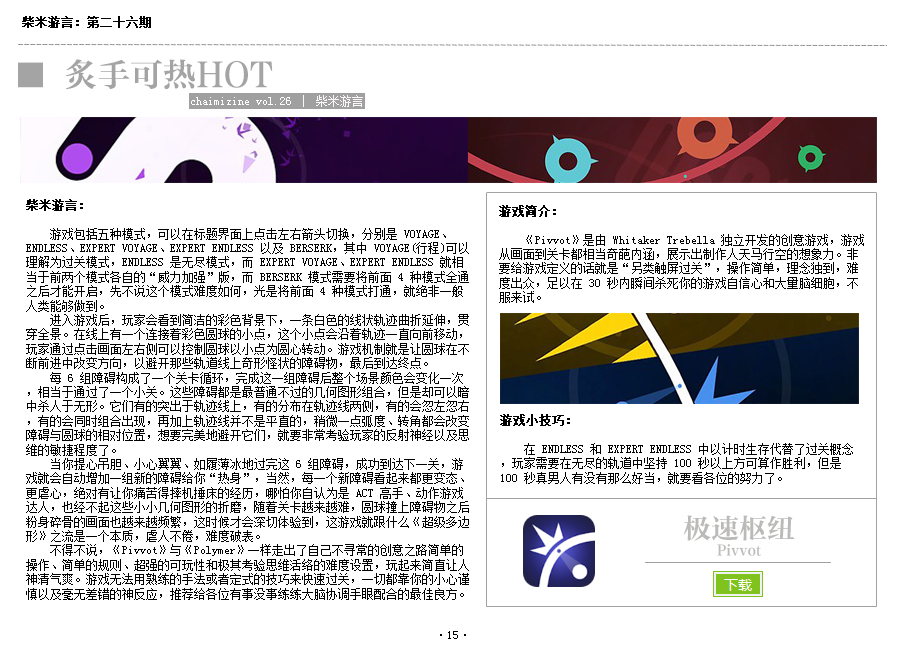 柴米游言: 第二十六期
炙手可热HOT
chaimizine vol.26 | 柴米游言
柴米游言:
游戏包括五种模式，可以在标题界面上点击左右箭头切换，分别是 VOYAGE、
ENDLESS、EXPERT VOYAGE、EXPERT ENDLESS 以及 BERSERK，其中 VOYAGE(行程)可以
理解为过关模式，ENDLESS 是无尽模式，而 EXPERT VOYAGE、EXPERT ENDLESS 就相
当于前两个模式各自的“威力加强”版，而 BERSERK 模式需要将前面 4 种模式全通
之后才能开启，先不说这个模式难度如何，光是将前面 4 种模式打通，就绝非一般
人类能够做到。
进入游戏后，玩家会看到简洁的彩色背景下，一条白色的线状轨迹曲折延伸，贯
穿全景。在线上有一个连接着彩色圆球的小点，这个小点会沿着轨迹一直向前移动，
玩家通过点击画面左右侧可以控制圆球以小点为圆心转动。游戏机制就是让圆球在不
断前进中改变方向，以避开那些轨道线上奇形怪状的障碍物，最后到达终点。
每 6 组障碍构成了一个关卡循环，完成这一组障碍后整个场景颜色会变化一次
，相当于通过了一个小关。这些障碍都是最普通不过的几何图形组合，但是却可以暗
中杀人于无形。它们有的突出于轨迹线上，有的分布在轨迹线两侧，有的会忽左忽右
，有的会同时组合出现，再加上轨迹线并不是平直的，稍微一点弧度、转角都会改变
障碍与圆球的相对位置，想要完美地避开它们，就要非常考验玩家的反射神经以及思
维的敏捷程度了。
当你提心吊胆、小心翼翼、如履薄冰地过完这 6 组障碍，成功到达下一关，游
戏就会自动增加一组新的障碍给你“热身”，当然，每一个新障碍看起来都更变态、
更虐心，绝对有让你痛苦得摔机捶床的经历，哪怕你自认为是 ACT 高手、动作游戏
达人，也经不起这些小小几何图形的折磨，随着关卡越来越难，圆球撞上障碍物之后
粉身碎骨的画面也越来越频繁，这时候才会深切体验到，这游戏就跟什么《超级多边
形》之流是一个本质，虐人不倦，难度破表。
不得不说，《Pivvot》与《Polymer》一样走出了自己不寻常的创意之路简单的
操作、简单的规则、超强的可玩性和极其考验思维活络的难度设置，玩起来简直让人
神清气爽。游戏无法用熟练的手法或者定式的技巧来快速过关，一切都靠你的小心谨
慎以及毫无差错的神反应，推荐给各位有事没事练练大脑协调手眼配合的最佳良方。
游戏简介:
《Pivvot》是由 Whitaker Trebella 独立开发的创意游戏，游戏
从画面到关卡都相当奇葩内涵，展示出制作人天马行空的想象力。非
要给游戏定义的话就是“另类触屏过关”，操作简单，理念独到，难
度出众，足以在 30 秒内瞬间杀死你的游戏自信心和大量脑细胞，不
服来试。
游戏小技巧:
在 ENDLESS 和 EXPERT ENDLESS 中以计时生存代替了过关概念
，玩家需要在无尽的轨道中坚持 100 秒以上方可算作胜利，但是
100 秒真男人有没有那么好当，就要看各位的努力了。
极速枢纽
Pivvot
下载
·15·